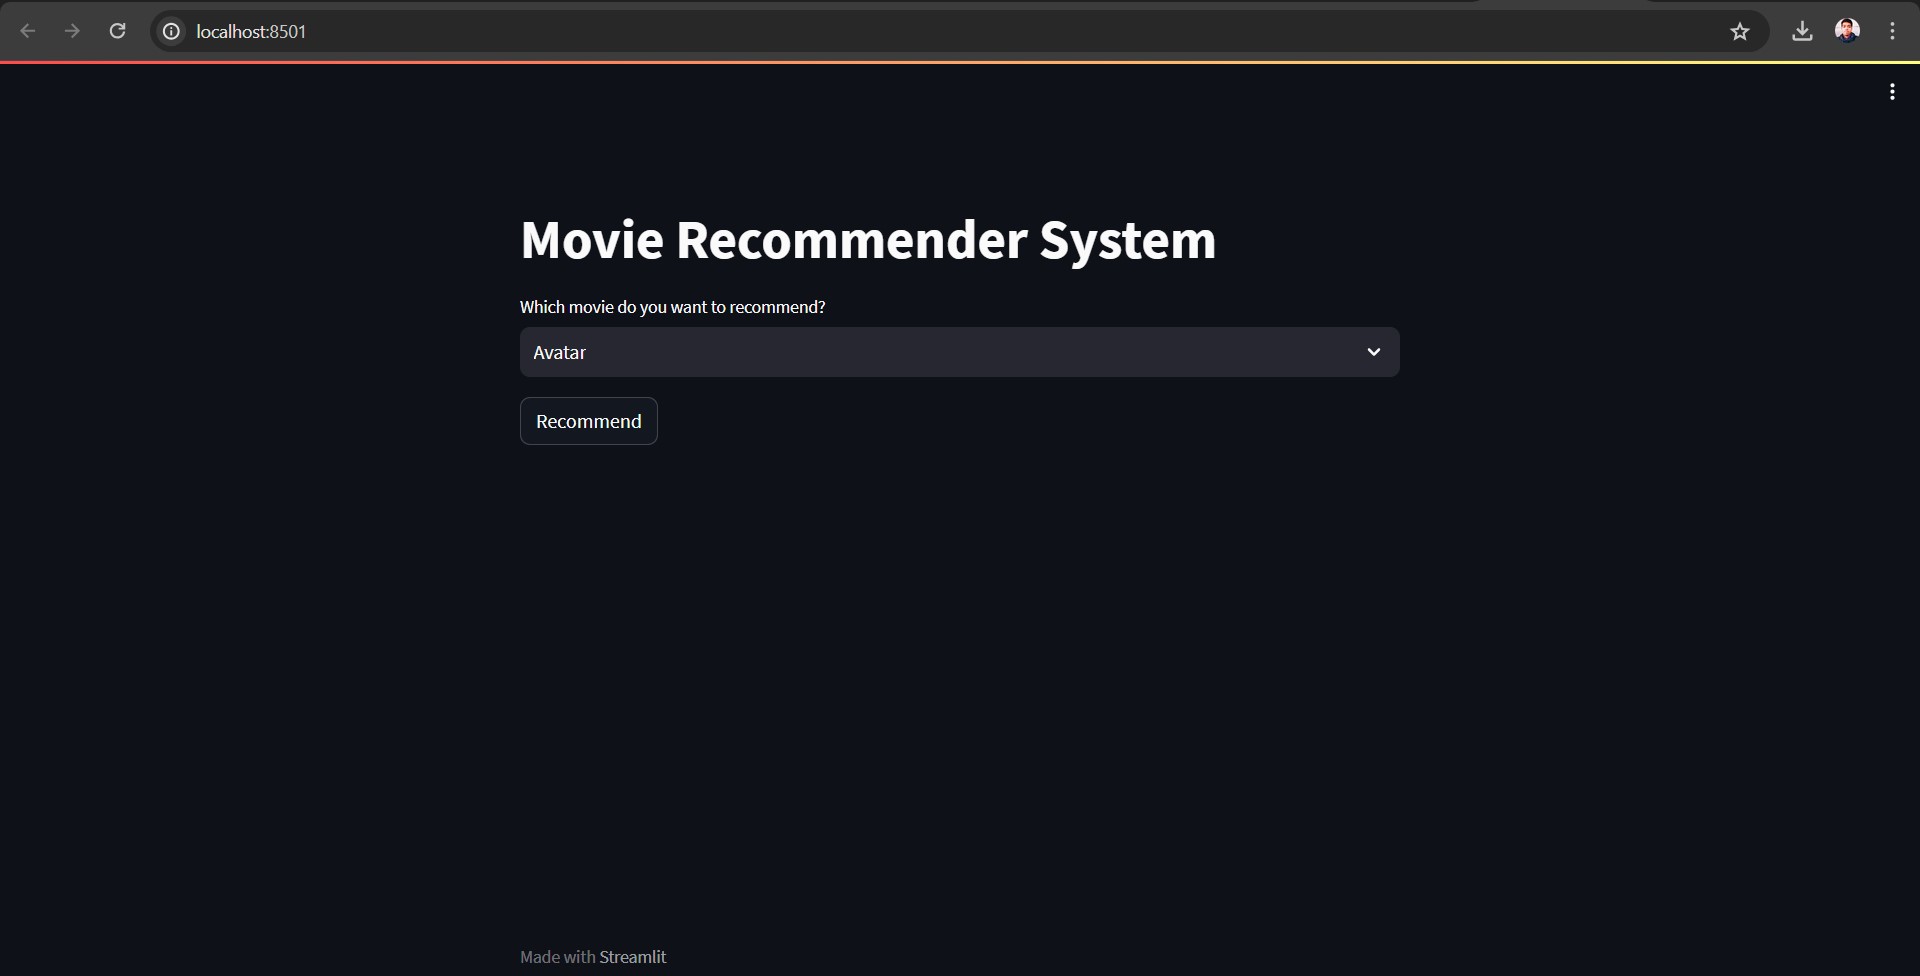 localhost:8501
Movie Recommender System
Which movie do you want to recommend?
Avatar
Recommend
Made with Streamlit